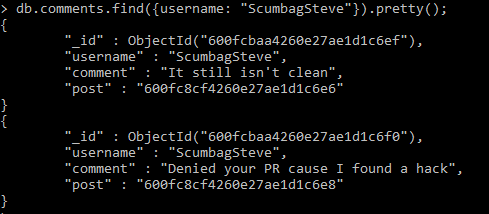 > db.comments.find({username: "ScumbagSteve"}).pretty();
{
        "_id" : ObjectId("600fcbaa4260e27ae1d1c6ef"),
        "username" : "ScumbagSteve",
        "comment" : "It still isn't clean",
        "post" : "600fc8cf4260e27ae1d1c6e6"
}
{
        "_id" : ObjectId("600fcbaa4260e27ae1d1c6f0"),
        "username" : "ScumbagSteve",
        "comment" : "Denied your PR cause I found a hack",
        "post" : "600fc8cf4260e27ae1d1c6e8"
}